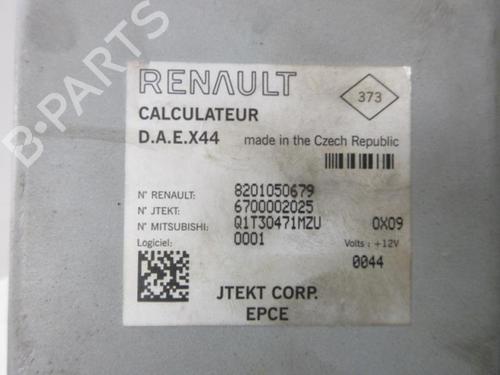 B-PARTS
RENAULT
373
CALCULATEUR
D.A.E.X44 made in the Czech Republic
N° RENAULT: 8201050679
N° JTEKT: 6700002025
N° MITSUBISHI: Q1T30471MZU 0X09
Logiciel: 0001 Volts : +12V
0044
JTEKT CORP.
EPCE
B-PARTS